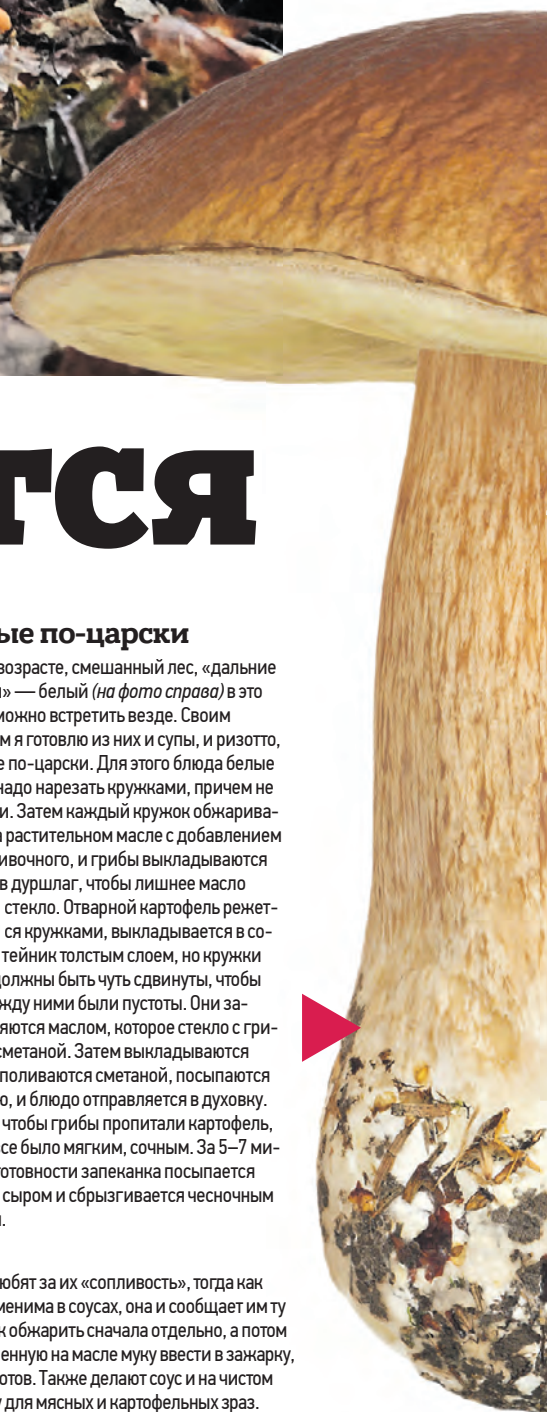 тся
ые по-царски
возрасте, смешанный лес, «дальние
» — белый (на фото справа) в это
можно встретить везде. Своим
м я готовлю из них и супы, и ризотто,
е по-царски. Для этого блюда белые
надо нарезать кружками, причем не
и. Затем каждый кружок обжарива-
а растительном масле с добавлением
ивочного, и грибы выкладываются
в дуршлаг, чтобы лишнее масло
стекло. Отварной картофель режет-
ся кружками, выкладывается в со-
тейник толстым слоем, но кружки
должны быть чуть сдвинуты, чтобы
жду ними были пустоты. Они за-
яются маслом, которое стекло с гри-
сметаной. Затем выкладываются
поливаются сметаной, посыпаются
ю, и блюдо отправляется в духовку.
чтобы грибы пропитали картофель,
се было мягким, сочным. За 5–7 ми-
готовности запеканка посыпается
сыром и сбрызгивается чесночным
.
юбят за их «сопливость», тогда как
менима в соусах, она и сообщает им ту
к обжарить сначала отдельно, а потом
енную на масле муку ввести в зажарку,
отов. Также делают соус и на чистом
у для мясных и картофельных зраз.